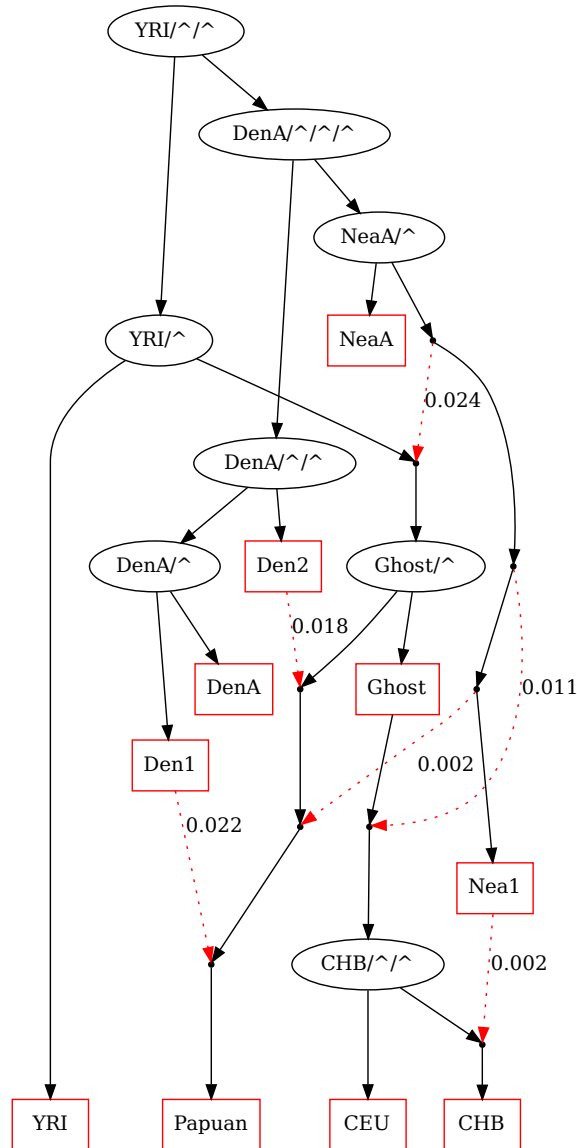 YRI/^/^
DenA/^/^/^
NeaA/^
YRI/^
NeaA
0.024
DenA/^/^
DenA/^
Den2
Ghost/^
0.018
DenA
Ghost
0.011
Den1
0.002
0.022
Nea1
CHB/^/^
0.002
YRI
Papuan
CEU
CHB